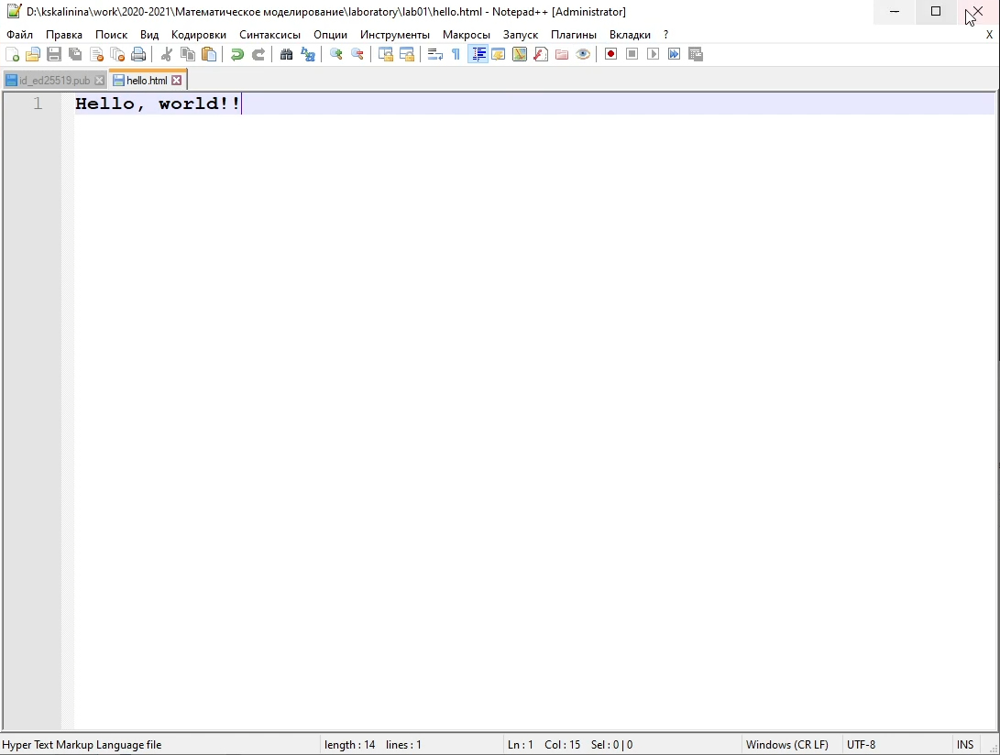 D:\kskalinina\work\2020-2021\Математическое моделирование\laboratory\lab01\hello.html - Notepad++ [Administrator]
Файл Правка Поиск Вид Кодировки Синтаксисы Опции Инструменты Макросы Запуск Плагины Вкладки ? X
id_ed25519.pub hello.html
1 Hello, world!!
Hyper Text Markup Language file length : 14 lines : 1 Ln : 1 Col : 15 Sel : 0 | 0 Windows (CR LF) UTF-8 INS